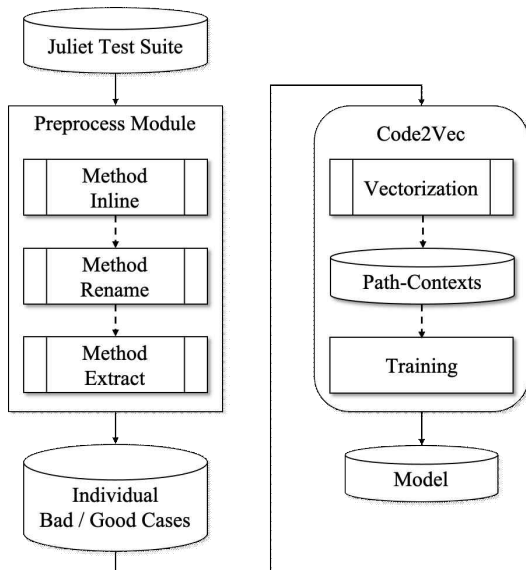 Juliet Test Suite
Preprocess Module
Method
Inline
Method
Rename
Method
Extract
Individual
Bad / Good Cases
Code2Vec
Vectorization
Path-Contexts
Training
Model